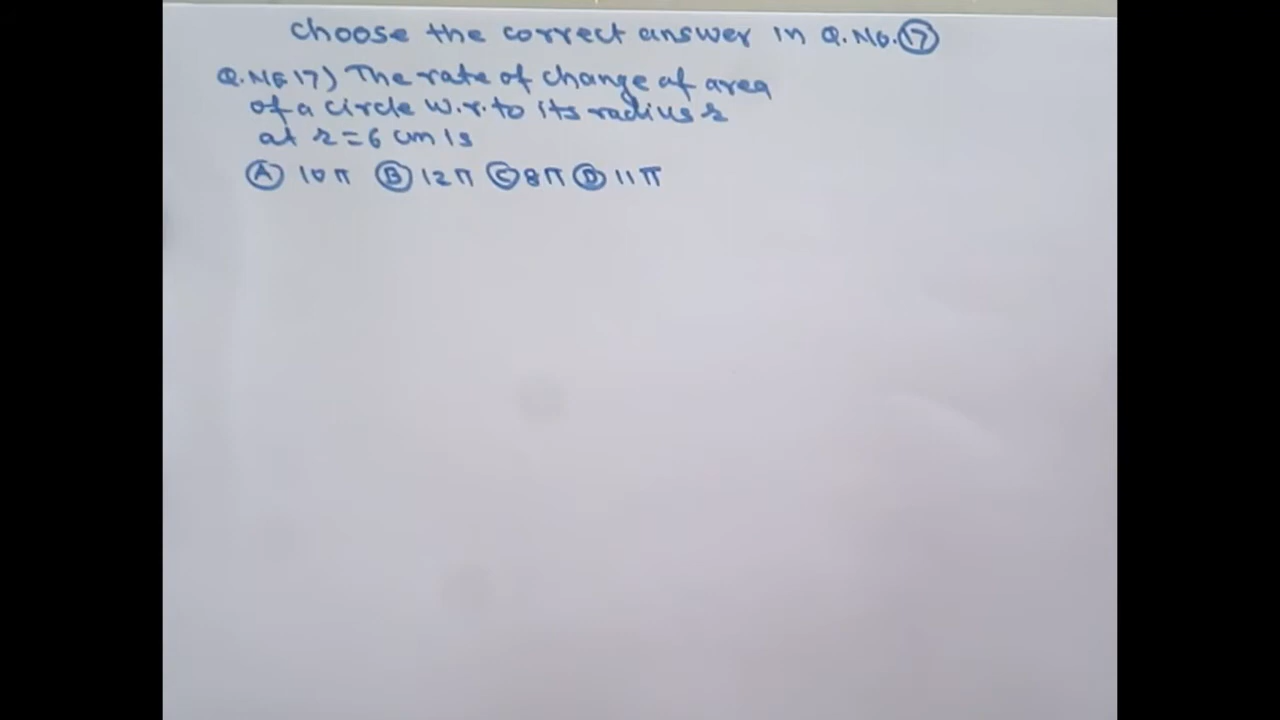 choose the correct answer in Q.No. 17
Q.No 17) The rate of change of area
of a circle w.r.to its radius r
at r = 6 cm is
A 10π B 12π C 8π D 11π